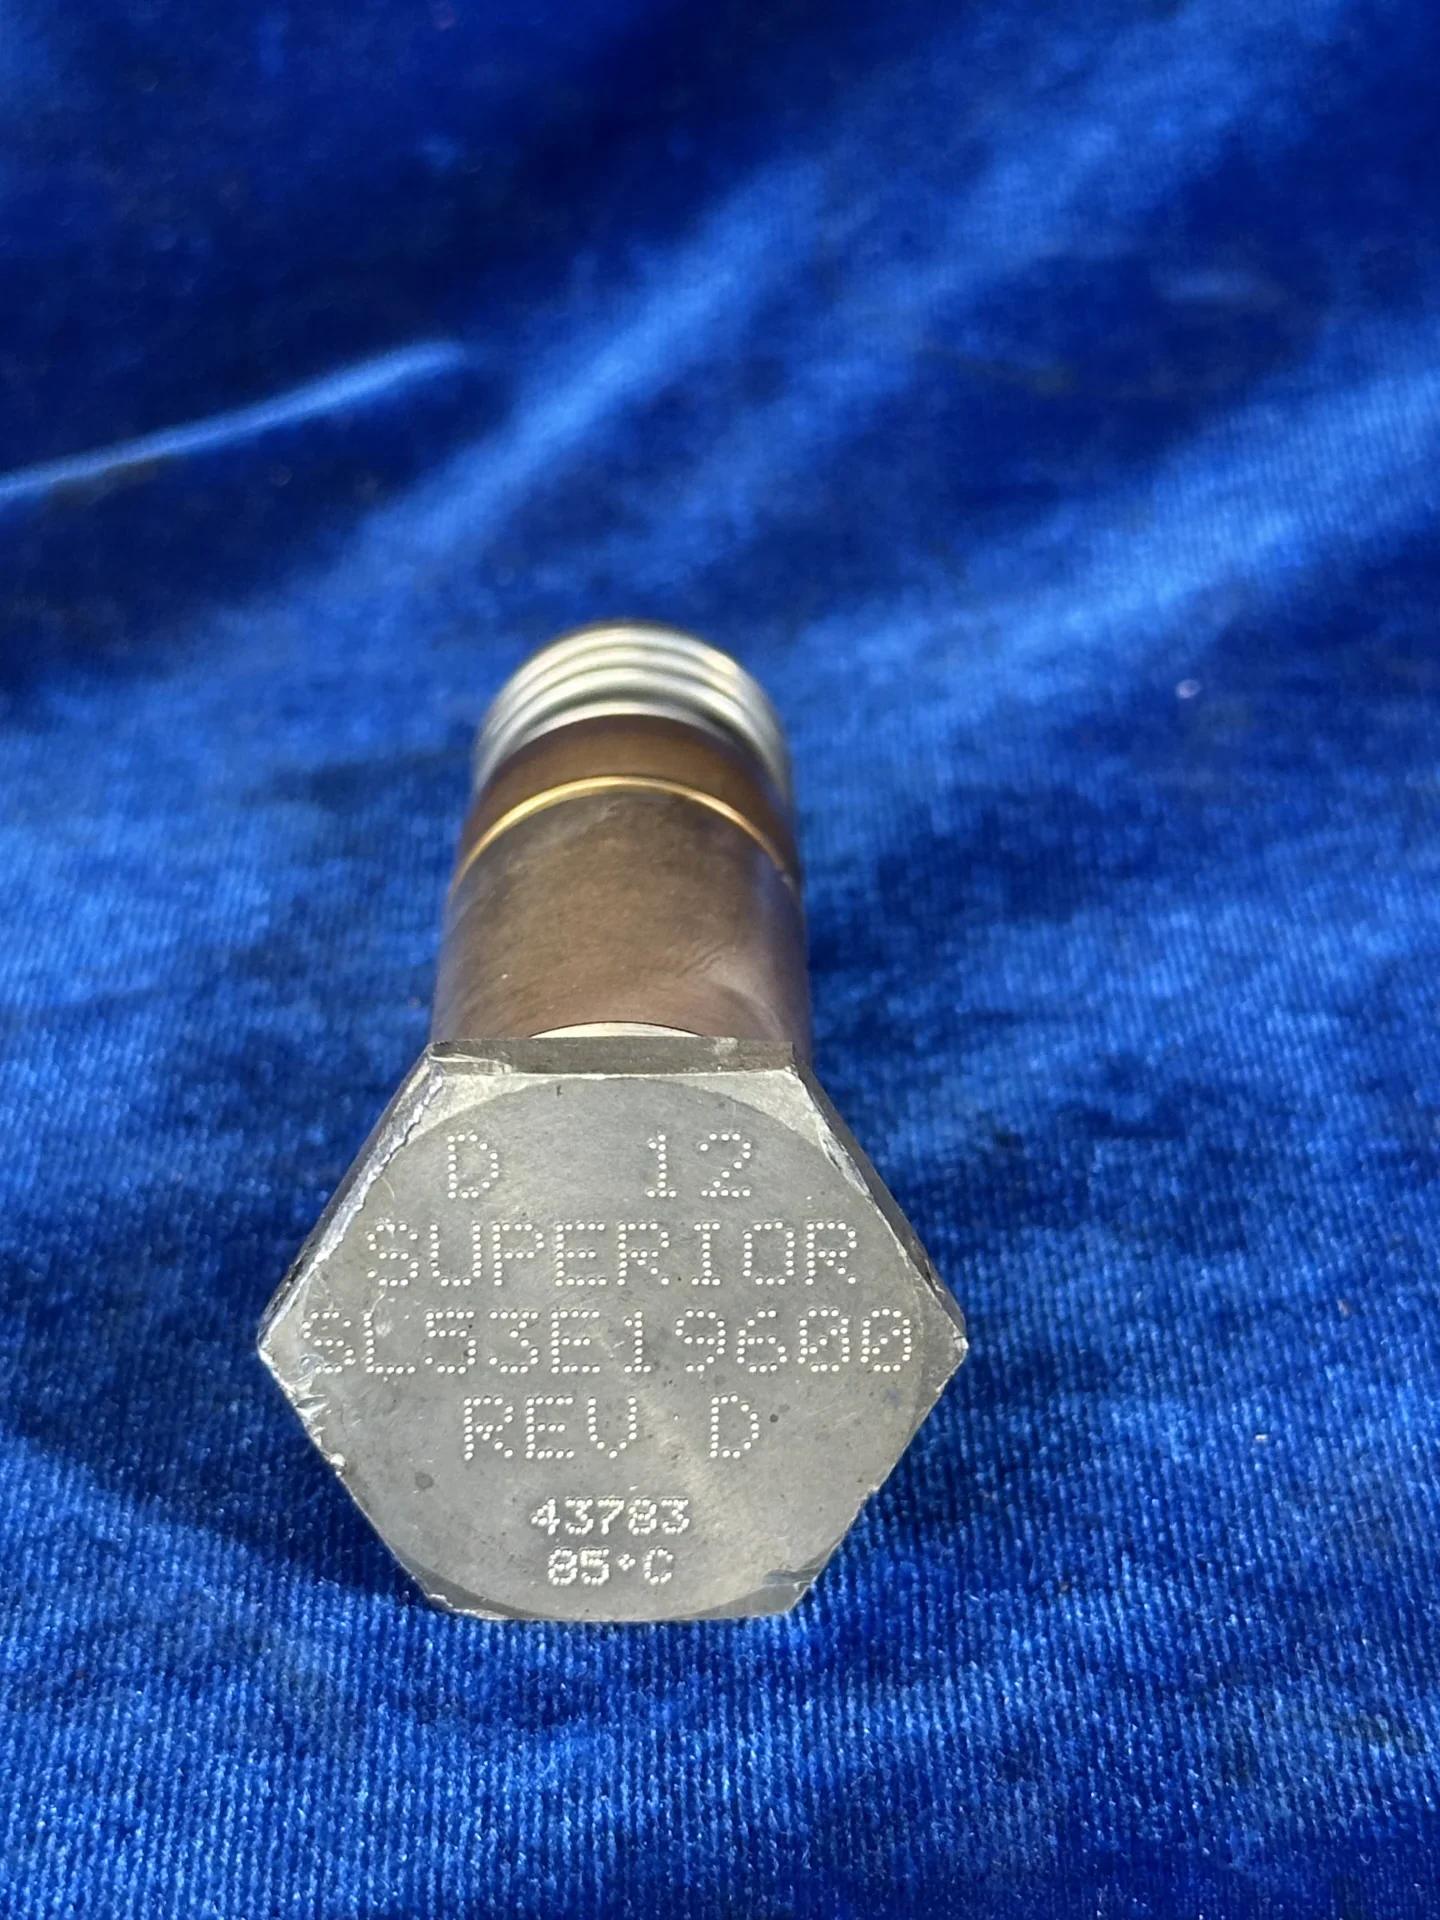 D 12
SUPERIOR
SL53E19600
REV D
43783
85°C